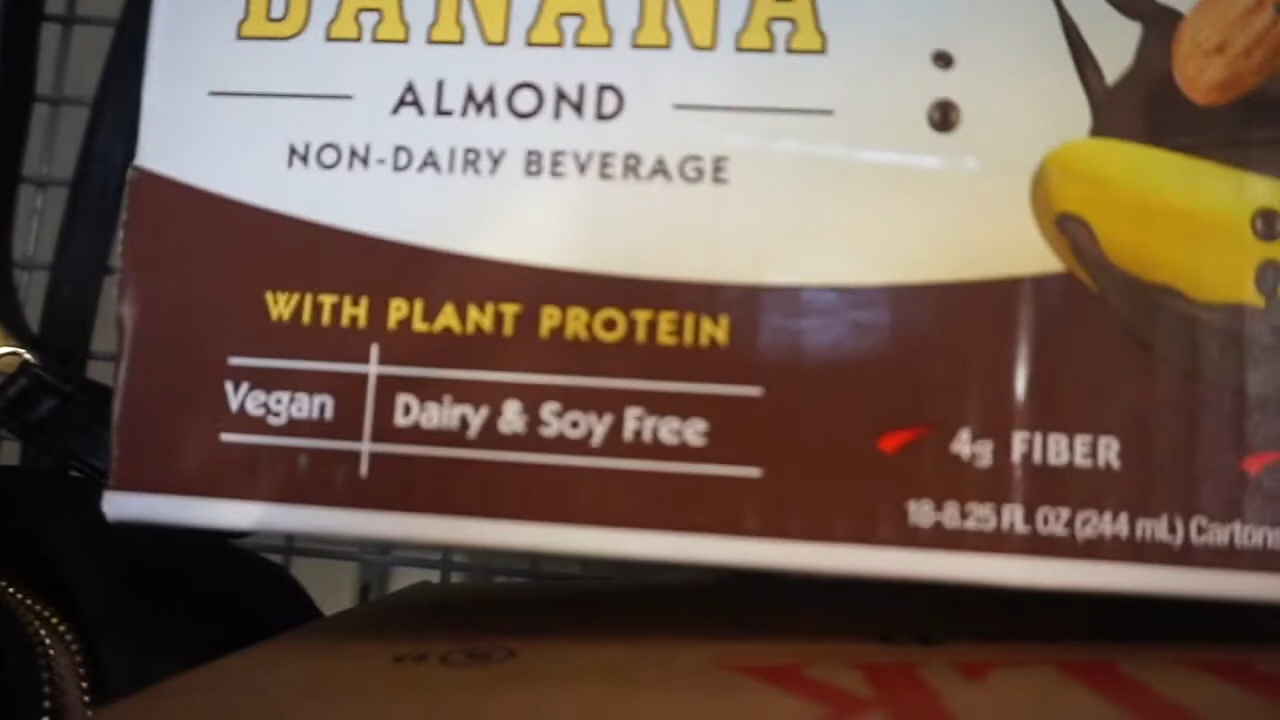 BANANA
ALMOND
NON-DAIRY BEVERAGE
WITH PLANT PROTEIN
Vegan
Dairy & Soy Free
4g FIBER
18-8.25 FL OZ (244 mL) Cartons